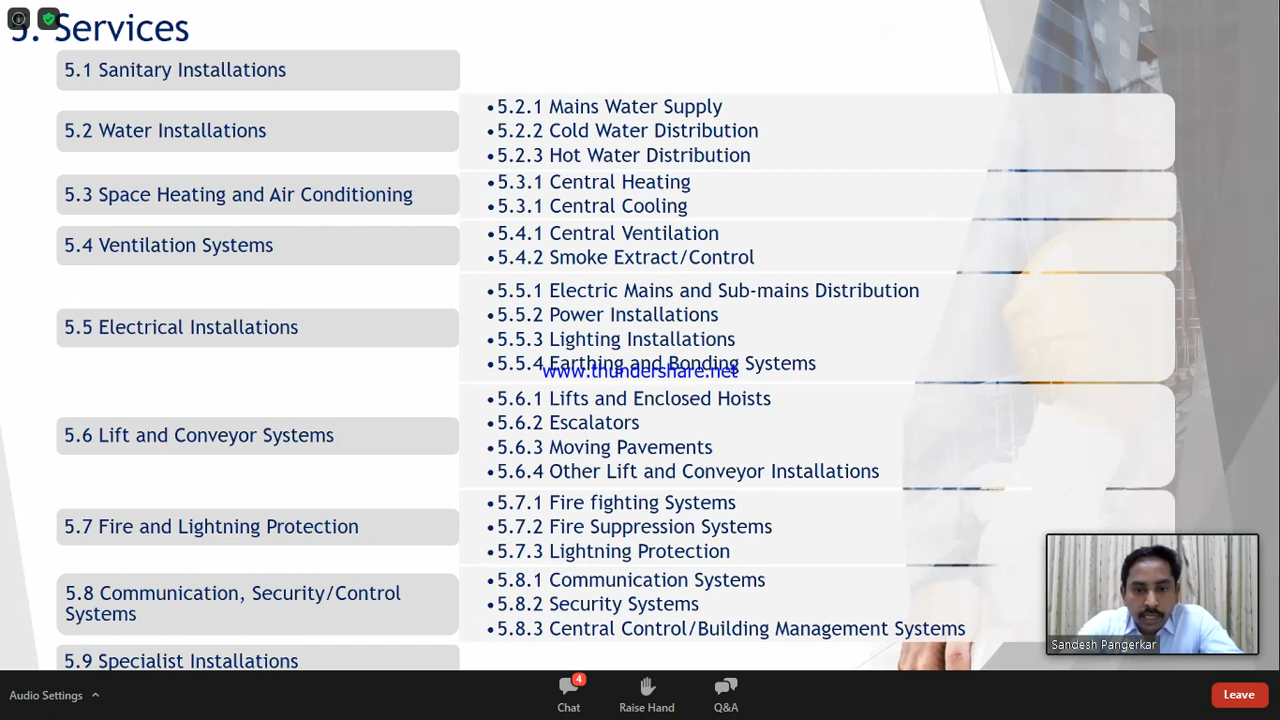 5. Services
5.1 Sanitary Installations
5.2 Water Installations
•5.2.1 Mains Water Supply
•5.2.2 Cold Water Distribution
•5.2.3 Hot Water Distribution
5.3 Space Heating and Air Conditioning
•5.3.1 Central Heating
•5.3.1 Central Cooling
5.4 Ventilation Systems
•5.4.1 Central Ventilation
•5.4.2 Smoke Extract/Control
5.5 Electrical Installations
•5.5.1 Electric Mains and Sub-mains Distribution
•5.5.2 Power Installations
•5.5.3 Lighting Installations
•5.5.4 Earthing and Bonding Systems
www.thundershare.net
5.6 Lift and Conveyor Systems
•5.6.1 Lifts and Enclosed Hoists
•5.6.2 Escalators
•5.6.3 Moving Pavements
•5.6.4 Other Lift and Conveyor Installations
5.7 Fire and Lightning Protection
•5.7.1 Fire fighting Systems
•5.7.2 Fire Suppression Systems
•5.7.3 Lightning Protection
5.8 Communication, Security/Control
Systems
•5.8.1 Communication Systems
•5.8.2 Security Systems
•5.8.3 Central Control/Building Management Systems
5.9 Specialist Installations
Sandesh Pangerkar
Audio Settings
4
Chat
Raise Hand
Q&A
Leave